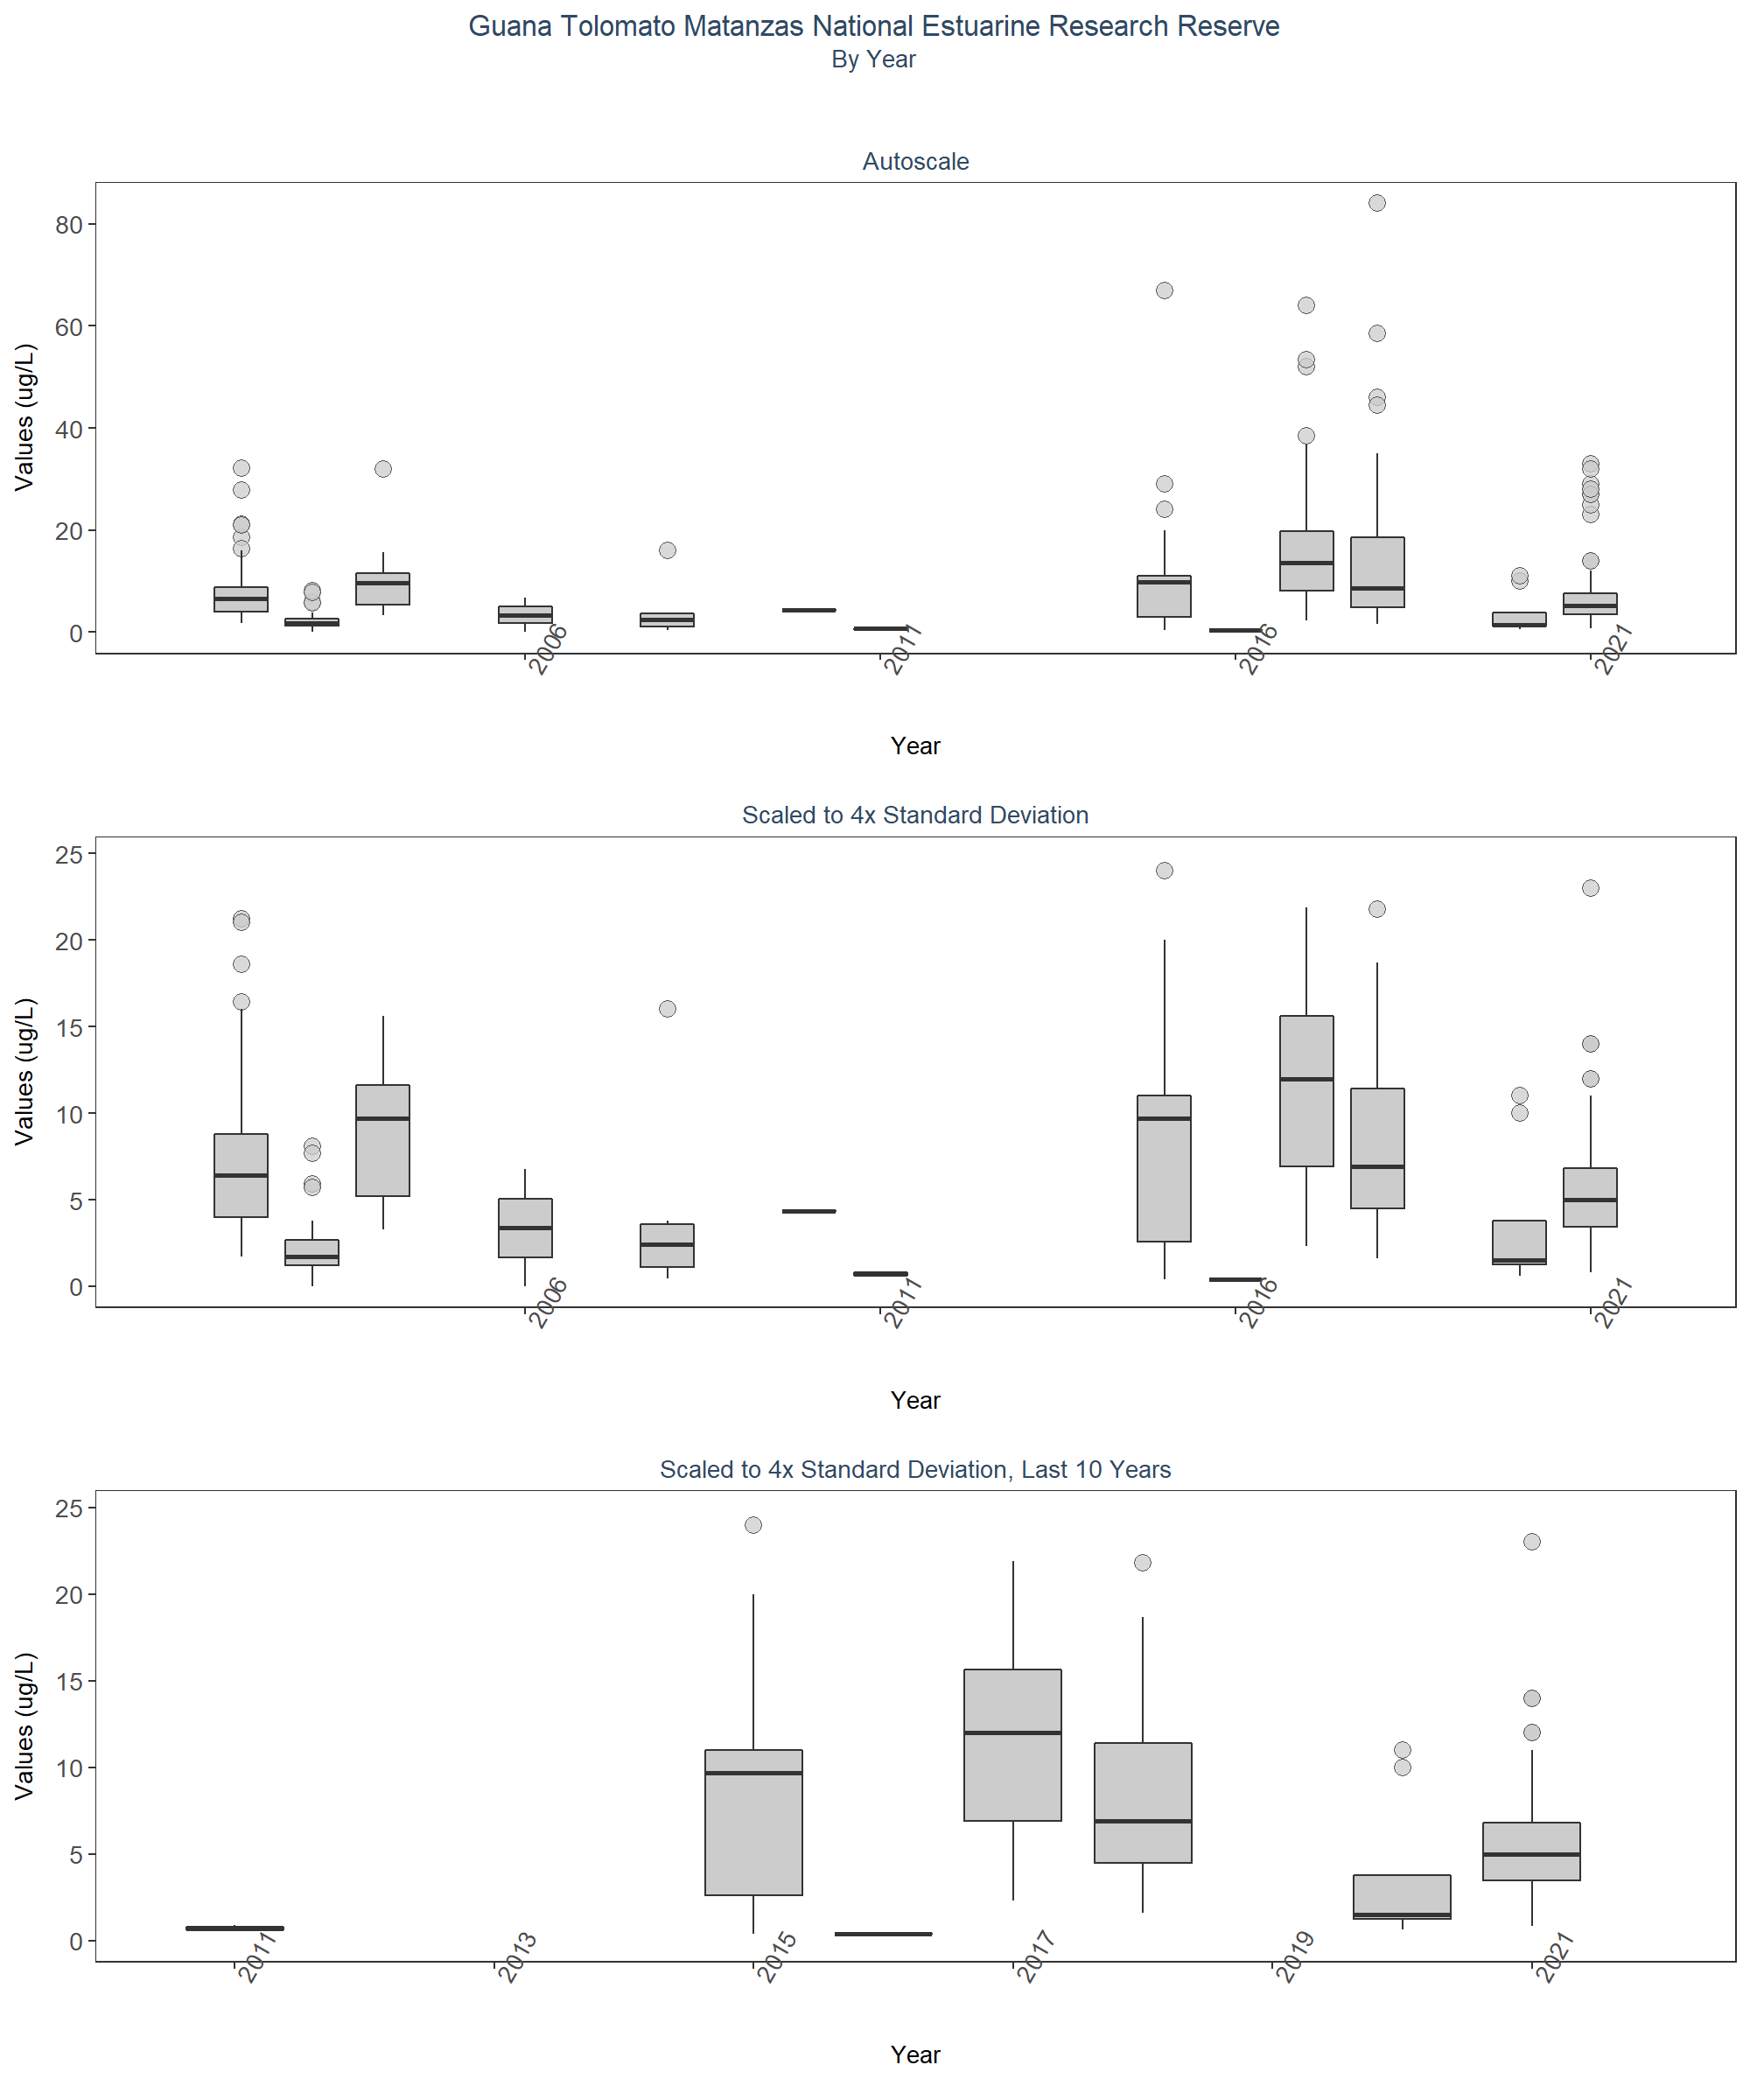 Guana Tolomato Matanzas National Estuarine Research Reserve
By Year
Autoscale
Values (ug/L)
80
60
40
20
0
2006
2011
2016
2021
Year
Scaled to 4x Standard Deviation
Values (ug/L)
25
20
15
10
5
0
2006
2011
2016
2021
Year
Scaled to 4x Standard Deviation, Last 10 Years
Values (ug/L)
25
20
15
10
5
0
2011
2013
2015
2017
2019
2021
Year